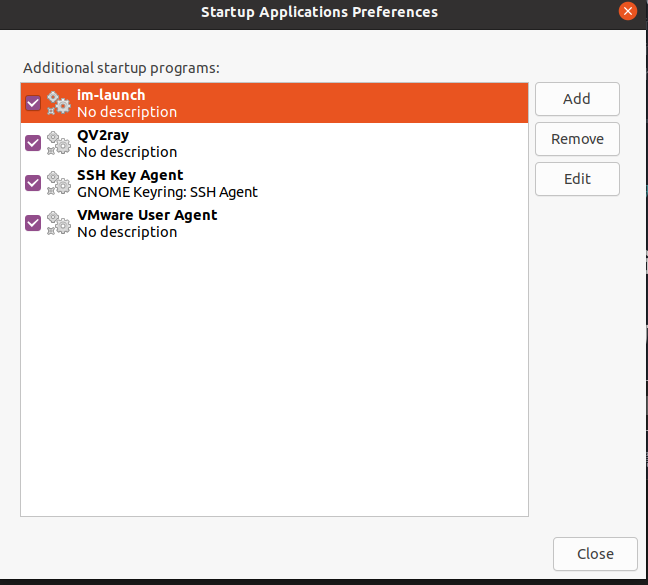 Startup Applications Preferences
Additional startup programs:
im-launch
No description
QV2ray
No description
SSH Key Agent
GNOME Keyring: SSH Agent
VMware User Agent
No description
Add
Remove
Edit
Close